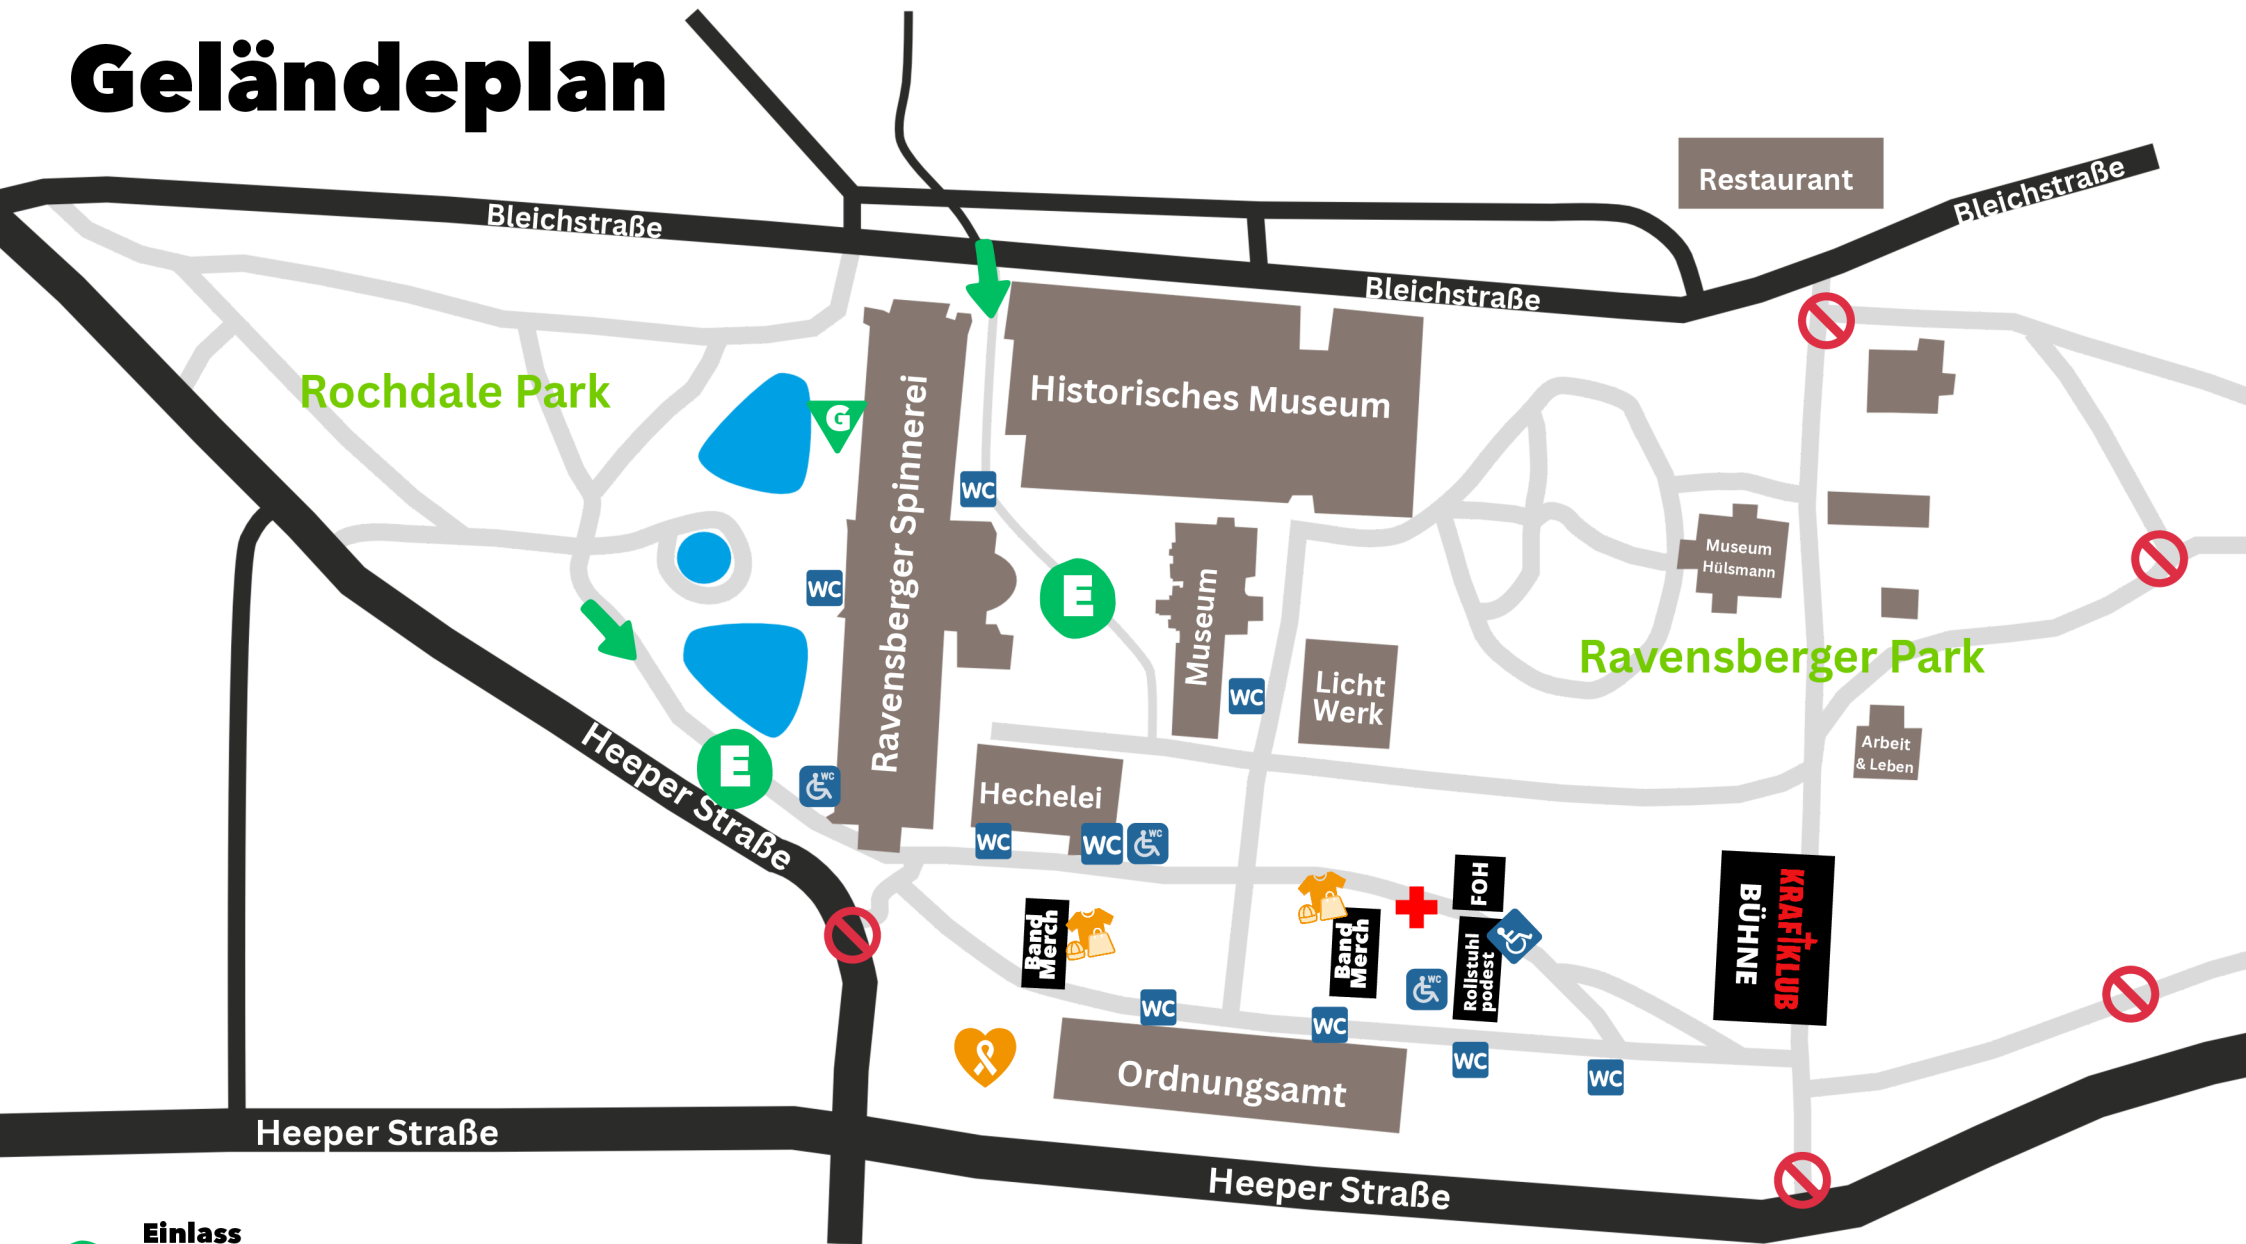 Geländeplan
Restaurant
Bleichstraße
Bleichstraße
Bleichstraße
Rochdale Park
G
Ravensberger Spinnerei
Historisches Museum
WC
WC
E
Museum
WC
Licht
Werk
Museum
Hülsmann
Ravensberger Park
Arbeit
& Leben
Heeper Straße
E
WC
Hechelei
WC
WC
WC
Band
Merch
Band
Merch
FOH
Rollstuhl
podest
WC
KRAFTKLUB
BÜHNE
WC
WC
WC
WC
Ordnungsamt
Heeper Straße
Heeper Straße
Einlass